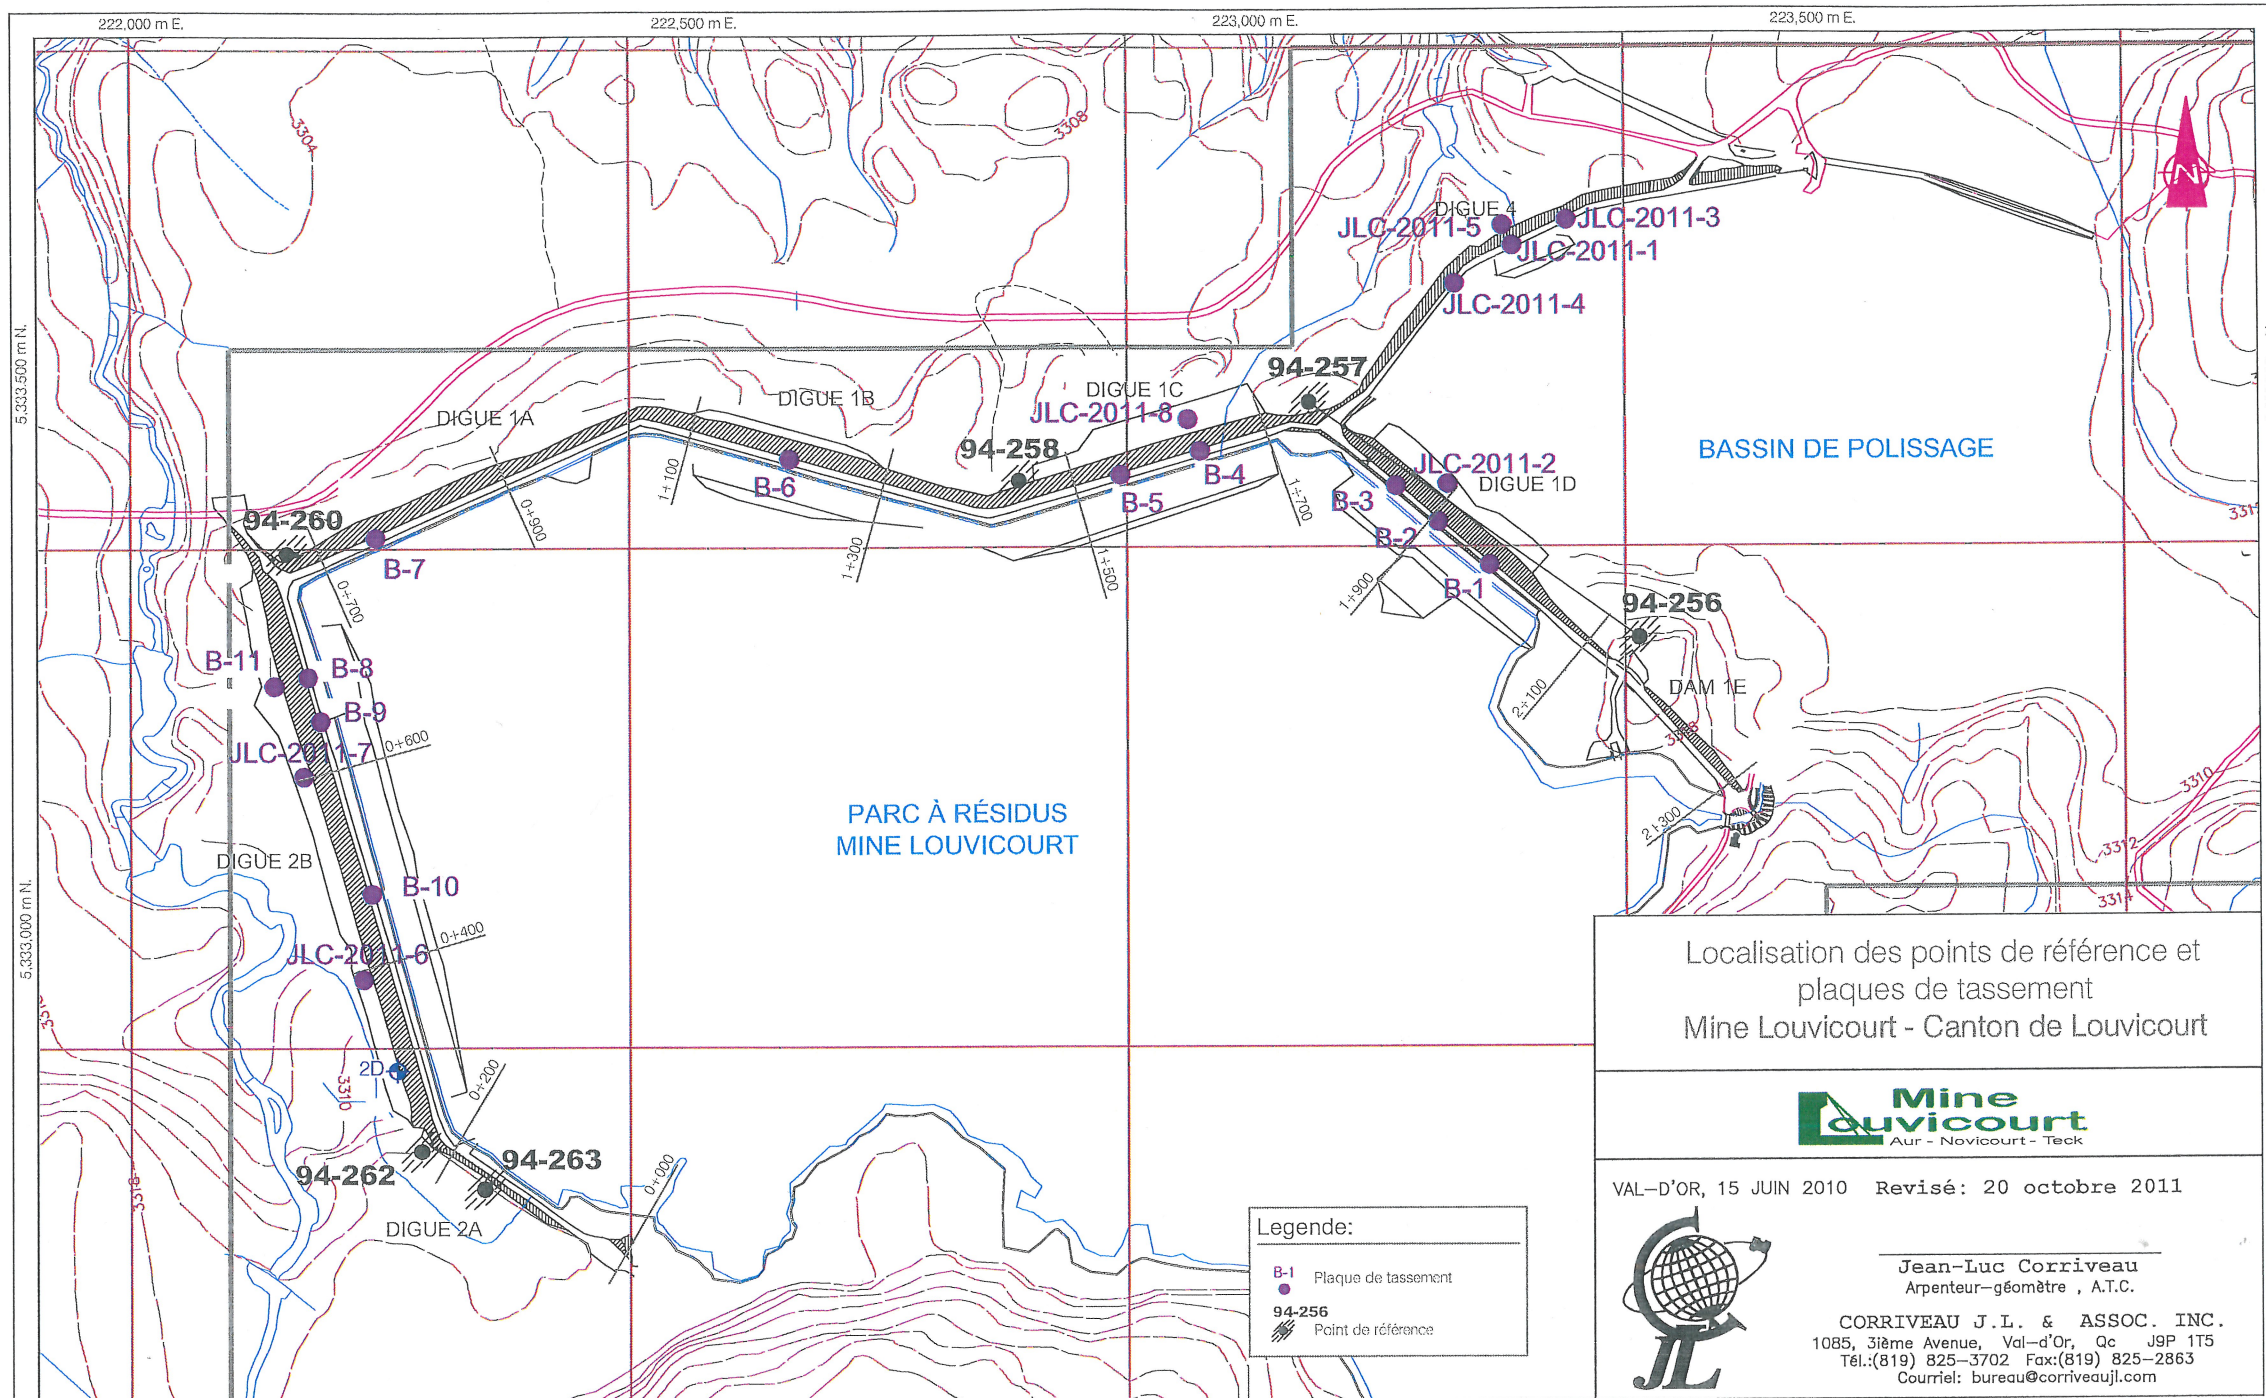 222,000 m E.
222,500 m E.
223,000 m E.
223,500 m E.
5,333,500 m N.
5,333,000 m N.
3304
3308
N
DIGUE 4
JLC-2011-5
JLC-2011-3
JLC-2011-1
JLC-2011-4
94-257
DIGUE 1A
DIGUE 1B
DIGUE 1C
JLC-2011-8
94-258
BASSIN DE POLISSAGE
B-6
B-5
B-4
B-3
JLC-2011-2
DIGUE 1D
B-2
B-1
94-260
B-7
0+700
0+900
1+100
1+300
1+500
1+700
1+900
2+100
2+300
94-256
DAM 1E
3308
3310
3312
3314
B-11
B-8
B-9
JLC-2011-7
0+600
PARC À RÉSIDUS
MINE LOUVICOURT
DIGUE 2B
B-10
0+400
JLC-2011-6
2D
3310
0+200
94-262
94-263
3318
0+000
DIGUE 2A
Legende:
B-1
Plaque de tassement
94-256
Point de référence
Localisation des points de référence et
plaques de tassement
Mine Louvicourt - Canton de Louvicourt
Mine
Louvicourt
Aur - Novicourt - Teck
VAL-D'OR, 15 JUIN 2010 Revisé: 20 octobre 2011
JL
Jean-Luc Corriveau
Arpenteur-géomètre , A.T.C.
CORRIVEAU J.L. & ASSOC. INC.
1085, 3ième Avenue, Val-d'Or, Qc J9P 1T5
Tél.:(819) 825-3702 Fax:(819) 825-2863
Courriel: bureau@corriveaujl.com